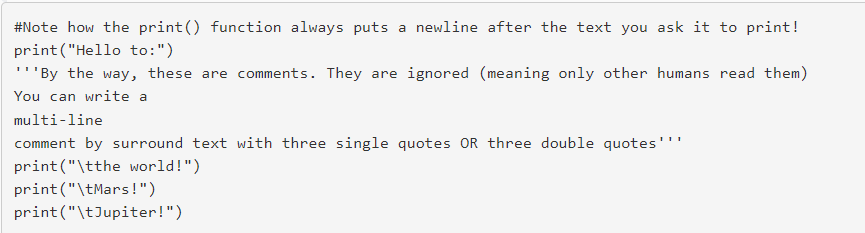 #Note how the print() function always puts a newline after the text you ask it to print!
print("Hello to:")
'''By the way, these are comments. They are ignored (meaning only other humans read them)
You can write a
multi-line
comment by surround text with three single quotes OR three double quotes'''
print("\tthe world!")
print("\tMars!")
print("\tJupiter!")